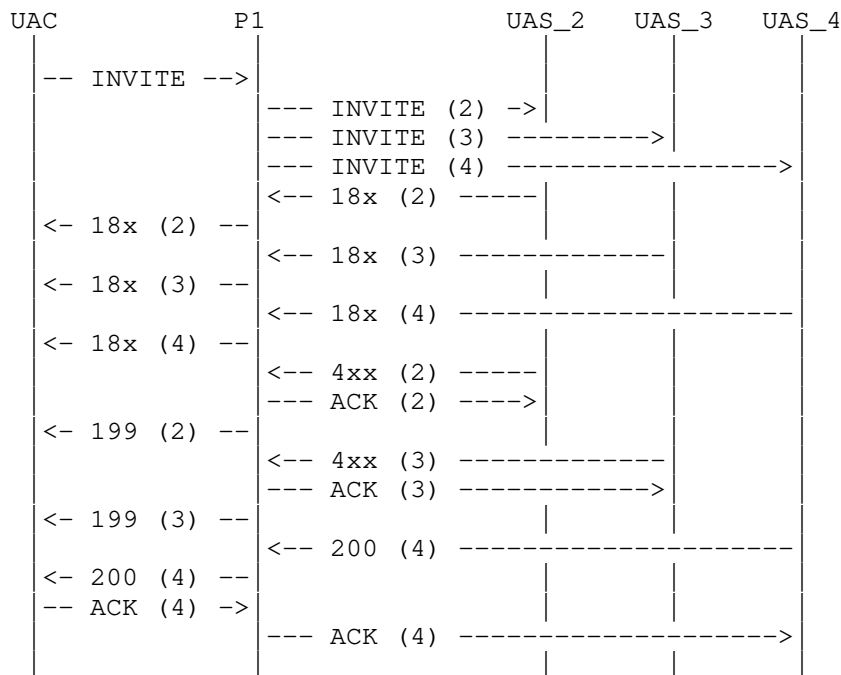 UAC P1 UAS_2 UAS_3 UAS_4
-- INVITE -->
--- INVITE (2) ->
--- INVITE (3) --------->
--- INVITE (4) ------------------>
<-- 18x (2) -----
<- 18x (2) --
<-- 18x (3) -------------
<- 18x (3) --
<-- 18x (4) ----------------------
<- 18x (4) --
<-- 4xx (2) -----
--- ACK (2) ---->
<- 199 (2) --
<-- 4xx (3) -------------
--- ACK (3) ------------>
<- 199 (3) --
<-- 200 (4) ----------------------
<- 200 (4) --
-- ACK (4) ->
--- ACK (4) --------------------->